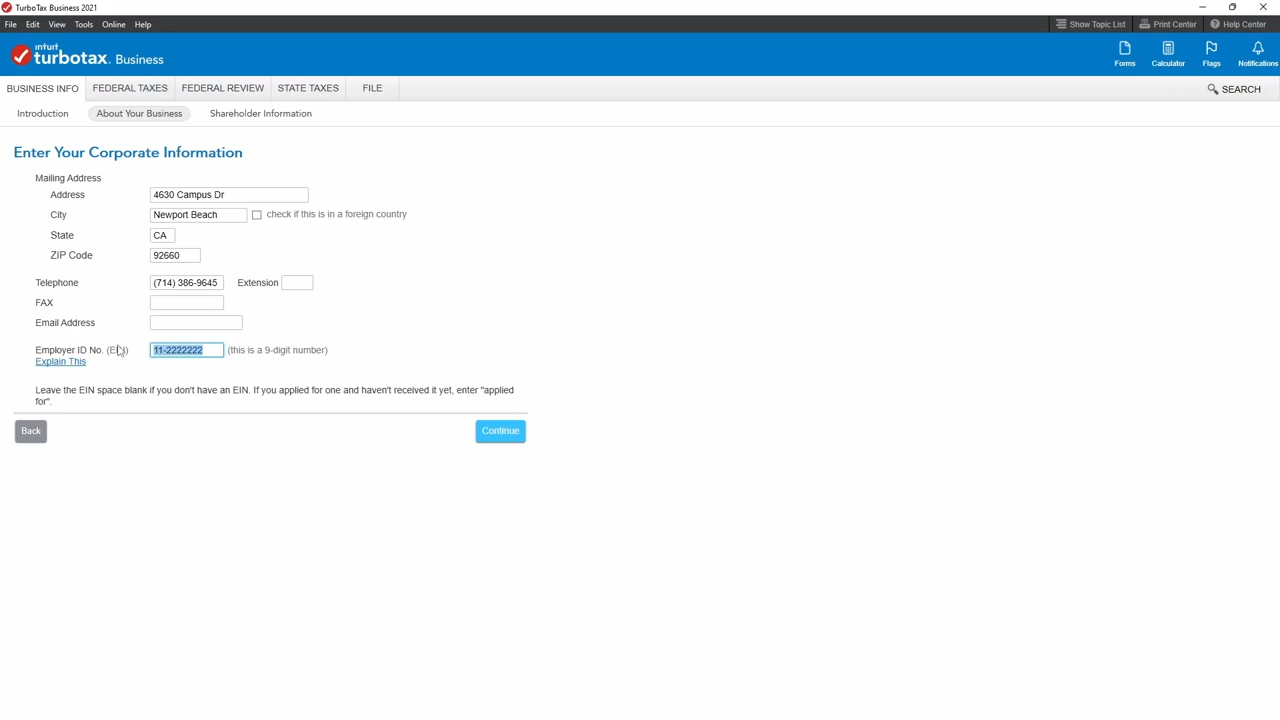 TurboTax Business 2021
File Edit View Tools Online Help
Show Topic List Print Center Help Center
intuit turbotax. Business
Forms Calculator Flags Notifications
BUSINESS INFO FEDERAL TAXES FEDERAL REVIEW STATE TAXES FILE SEARCH
Introduction About Your Business Shareholder Information
Enter Your Corporate Information
Mailing Address
Address 4630 Campus Dr
City Newport Beach check if this is in a foreign country
State CA
ZIP Code 92660
Telephone (714) 386-9645 Extension
FAX
Email Address
Employer ID No. (EIN) 11-2222222 (this is a 9-digit number)
Explain This
Leave the EIN space blank if you don't have an EIN. If you applied for one and haven't received it yet, enter "applied
for".
Back Continue